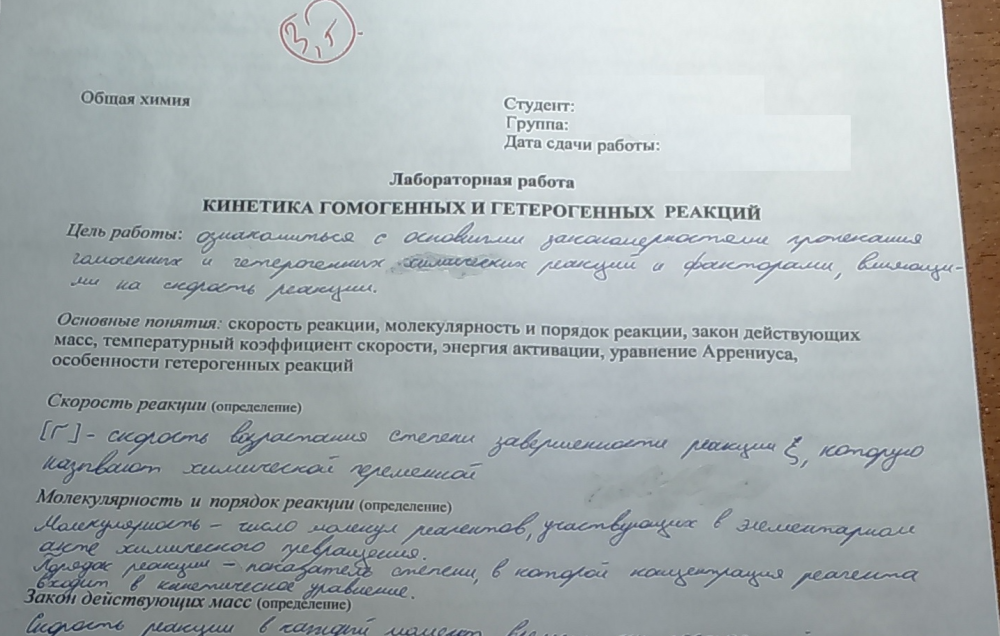 3,5
Общая химия
Студент:
Группа:
Дата сдачи работы:
Лабораторная работа
КИНЕТИКА ГОМОГЕННЫХ И ГЕТЕРОГЕННЫХ РЕАКЦИЙ
Цель работы: ознакомиться с основными закономерностями протекания
гомогенных и гетерогенных химических реакций и факторами, влияющи-
ми на скорость реакции.
Основные понятия: скорость реакции, молекулярность и порядок реакции, закон действующих
масс, температурный коэффициент скорости, энергия активации, уравнение Аррениуса,
особенности гетерогенных реакций
Скорость реакции (определение)
[Г] - скорость возрастания степени завершенности реакции ξ, которую
называют химической переменной
Молекулярность и порядок реакции (определение)
Молекулярность – число молекул реагентов, участвующих в элементарном
акте химического превращения.
Порядок реакции – показатель степени, в которой концентрация реагента
входит в кинетическое уравнение.
Закон действующих масс (определение)
Скорость реакции в каждый момент